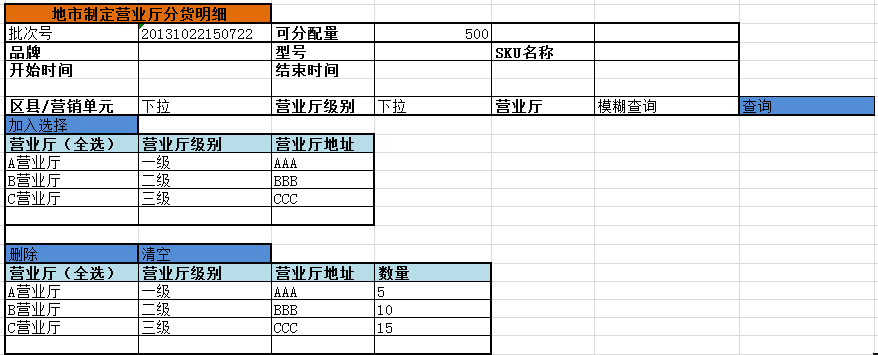 地市制定营业厅分货明细
批次号 20131022150722 可分配量 500
品牌 型号 SKU名称
开始时间 结束时间
区县/营销单元 下拉 营业厅级别 下拉 营业厅 模糊查询 查询
加入选择
营业厅（全选） 营业厅级别 营业厅地址
A营业厅 一级 AAA
B营业厅 二级 BBB
C营业厅 三级 CCC
删除 清空
营业厅（全选） 营业厅级别 营业厅地址 数量
A营业厅 一级 AAA 5
B营业厅 二级 BBB 10
C营业厅 三级 CCC 15